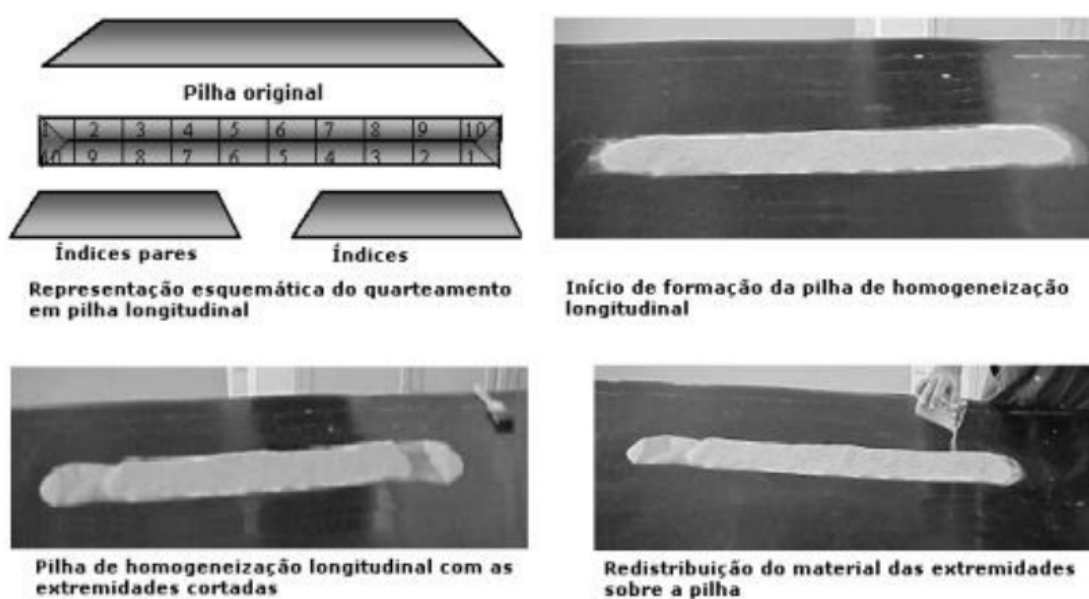 Pilha original
1 2 3 4 5 6 7 8 9 10
10 9 8 7 6 5 4 3 2 1
Índices pares
Índices
Representação esquemática do quarteamento
em pilha longitudinal
Início de formação da pilha de homogeneização
longitudinal
Pilha de homogeneização longitudinal com as
extremidades cortadas
Redistribuição do material das extremidades
sobre a pilha